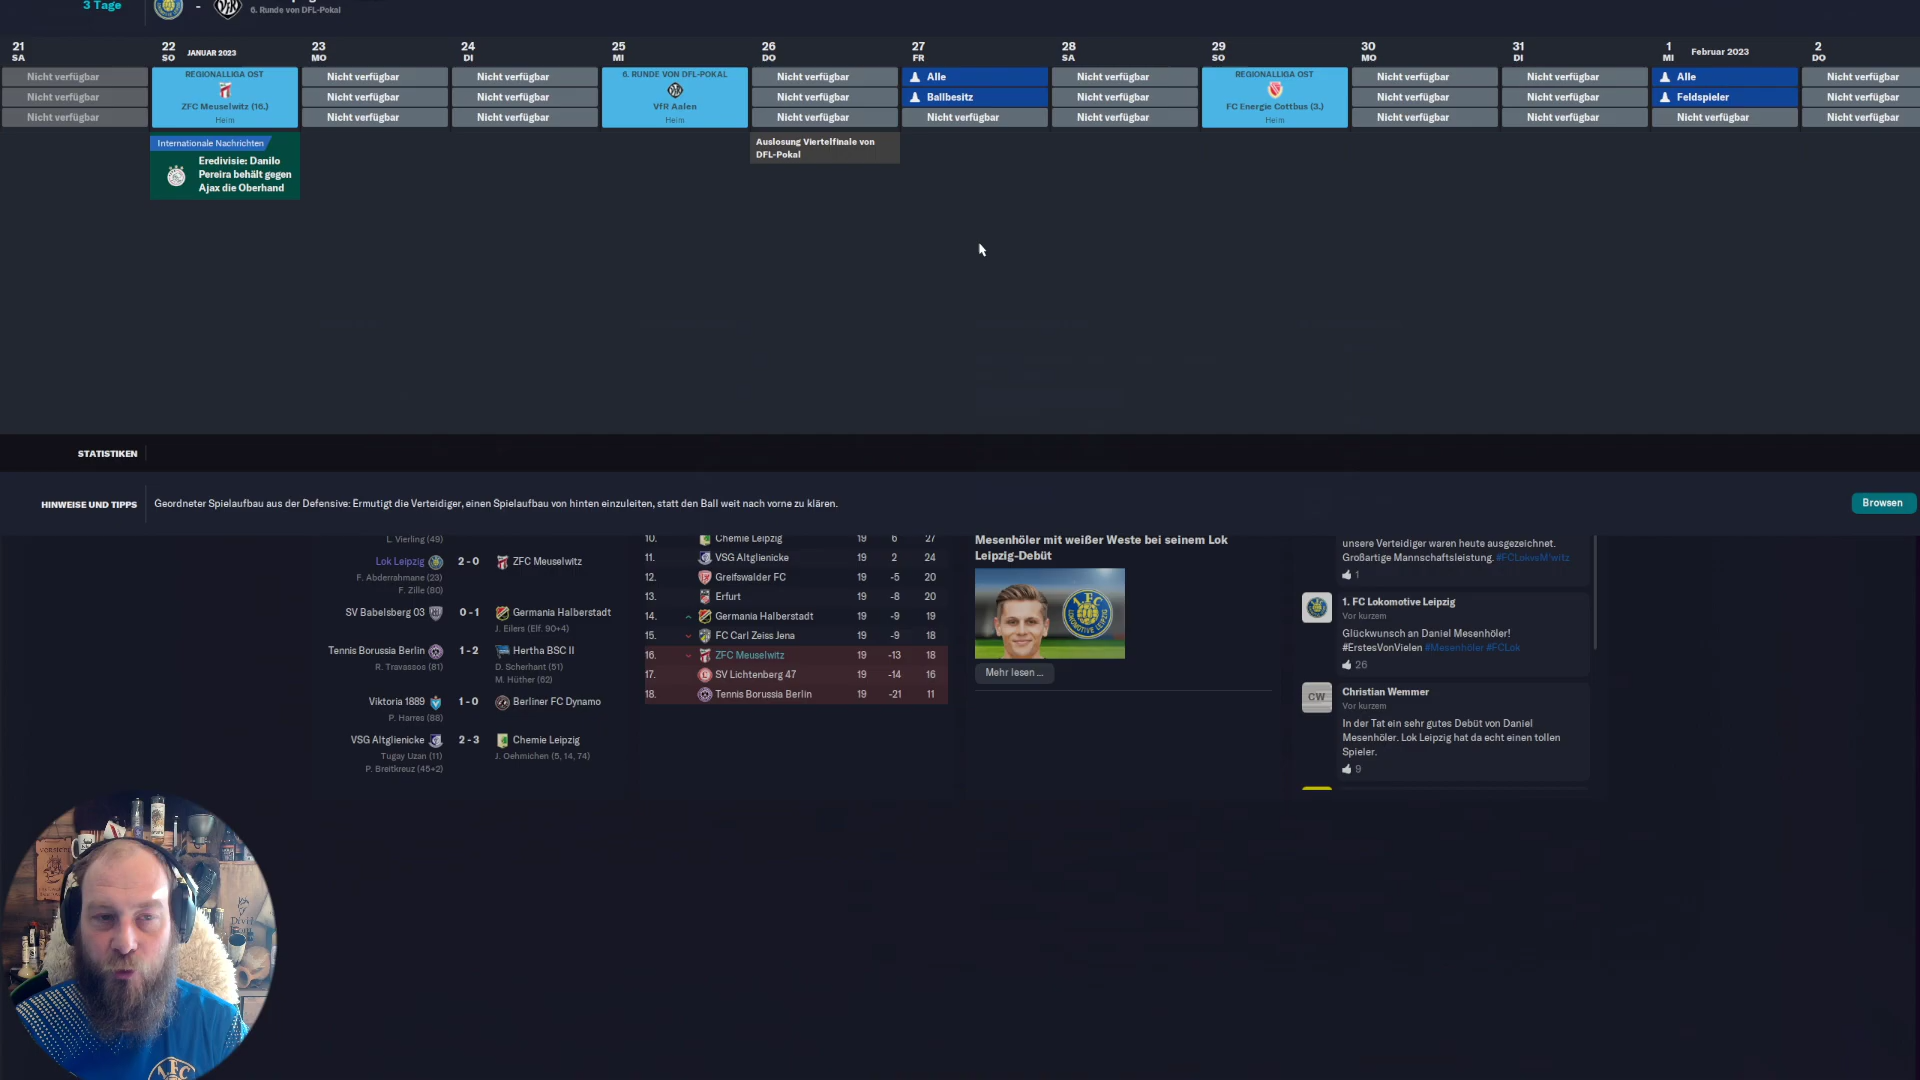 3 Tage
-
6. Runde von DFL-Pokal
21
SA
22
SO
JANUAR 2023
23
MO
24
DI
25
MI
26
DO
27
FR
28
SA
29
SO
30
MO
31
DI
1
MI
Februar 2023
2
DO
Nicht verfügbar
Nicht verfügbar
Nicht verfügbar
REGIONALLIGA OST
ZFC Meuselwitz (16.)
Heim
Nicht verfügbar
Nicht verfügbar
Nicht verfügbar
Nicht verfügbar
Nicht verfügbar
Nicht verfügbar
6. RUNDE VON DFL-POKAL
VfR Aalen
Heim
Nicht verfügbar
Nicht verfügbar
Nicht verfügbar
Alle
Ballbesitz
Nicht verfügbar
Nicht verfügbar
Nicht verfügbar
Nicht verfügbar
REGIONALLIGA OST
FC Energie Cottbus (3.)
Heim
Nicht verfügbar
Nicht verfügbar
Nicht verfügbar
Nicht verfügbar
Nicht verfügbar
Nicht verfügbar
Alle
Feldspieler
Nicht verfügbar
Nicht verfügbar
Nicht verfügbar
Nicht verfügbar
Internationale Nachrichten
Eredivisie: Danilo
Pereira behält gegen
Ajax die Oberhand
Auslosung Viertelfinale von
DFL-Pokal
STATISTIKEN
HINWEISE UND TIPPS
Geordneter Spielaufbau aus der Defensive: Ermutigt die Verteidiger, einen Spielaufbau von hinten einzuleiten, statt den Ball weit nach vorne zu klären.
Browsen
L. Vierling (49)
Lok Leipzig 2-0 ZFC Meuselwitz
F. Abderrahmane (23)
F. Zille (80)
SV Babelsberg 03 0-1 Germania Halberstadt
J. Eilers (Elf. 90+4)
Tennis Borussia Berlin 1-2 Hertha BSC II
R. Travassos (81) D. Scherhant (51)
M. Hüther (62)
Viktoria 1889 1-0 Berliner FC Dynamo
P. Harres (88)
VSG Altglienicke 2-3 Chemie Leipzig
Tugay Uzan (11) J. Oehmichen (5, 14, 74)
P. Breitkreuz (45+2)
10. Chemie Leipzig 19 6 27
11. VSG Altglienicke 19 2 24
12. Greifswalder FC 19 -5 20
13. Erfurt 19 -8 20
14. Germania Halberstadt 19 -9 19
15. FC Carl Zeiss Jena 19 -9 18
16. ZFC Meuselwitz 19 -13 18
17. SV Lichtenberg 47 19 -14 16
18. Tennis Borussia Berlin 19 -21 11
Mesenhöler mit weißer Weste bei seinem Lok
Leipzig-Debüt
Mehr lesen ...
unsere Verteidiger waren heute ausgezeichnet.
Großartige Mannschaftsleistung. #FCLokvsM'witz
1
1. FC Lokomotive Leipzig
Vor kurzem
Glückwunsch an Daniel Mesenhöler!
#ErstesVonVielen #Mesenhöler #FCLok
26
CW
Christian Wemmer
Vor kurzem
In der Tat ein sehr gutes Debüt von Daniel
Mesenhöler. Lok Leipzig hat da echt einen tollen
Spieler.
9